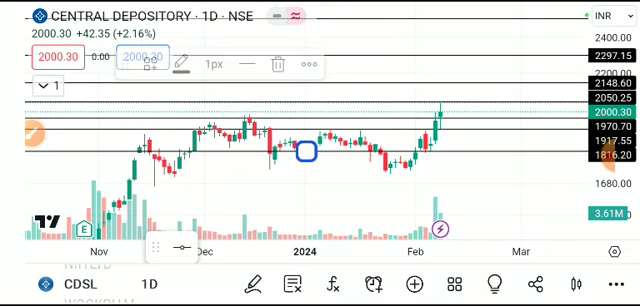 CENTRAL DEPOSITORY · 1D · NSE
INR
2000.30 +42.35 (+2.16%)
2400.00
2000.30
0.00
2000.30
1px
2297.15
2200.00
1
2148.60
2050.25
2000.30
1970.70
1917.55
1816.20
1680.00
3.61M
E
Nov
Dec
2024
Feb
Mar
CDSL
1D